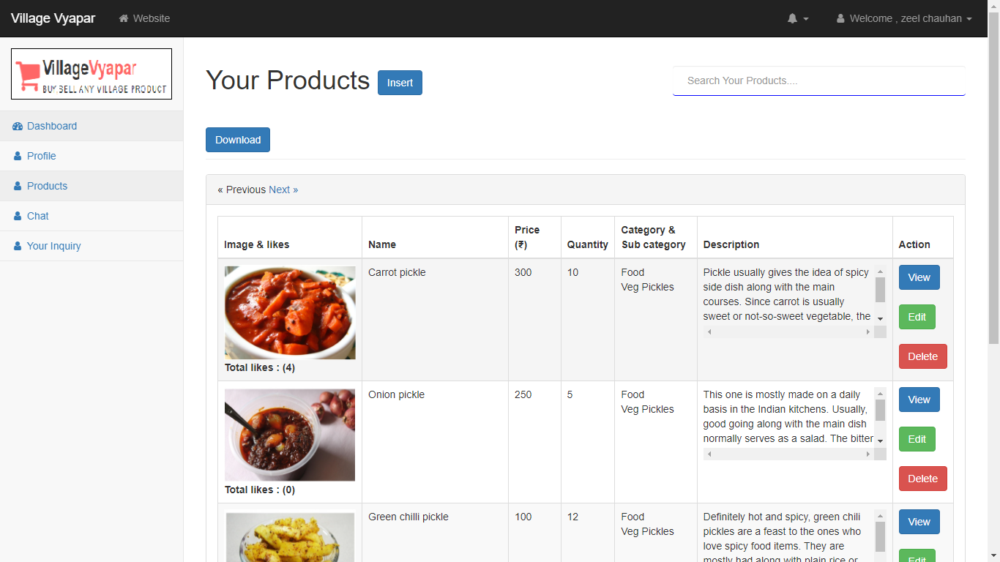 Village Vyapar Website Welcome , zeel chauhan
VillageVyapar
BUY SELL ANY VILLAGE PRODUCT
Dashboard
Profile
Products
Chat
Your Inquiry
Your Products Insert
Search Your Products....
Download
« Previous Next »
Image & likes Name Price (₹) Quantity Category & Sub category Description Action
Carrot pickle 300 10
Food
Veg Pickles
Pickle usually gives the idea of spicy
side dish along with the main
courses. Since carrot is usually
sweet or not-so-sweet vegetable, the
View
Edit
Delete
Total likes : (4)
Onion pickle 250 5
Food
Veg Pickles
This one is mostly made on a daily
basis in the Indian kitchens. Usually,
good going along with the main dish
normally serves as a salad. The bitter
View
Edit
Delete
Total likes : (0)
Green chilli pickle 100 12
Food
Veg Pickles
Definitely hot and spicy, green chili
pickles are a feast to the ones who
love spicy food items. They are
mostly had along with plain rice or
View
Edit